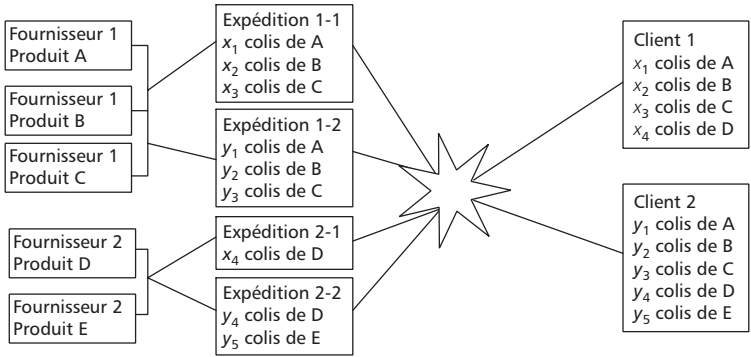 Fournisseur 1
Produit A
Fournisseur 1
Produit B
Fournisseur 1
Produit C
Fournisseur 2
Produit D
Fournisseur 2
Produit E
Expédition 1-1
x₁ colis de A
x₂ colis de B
x₃ colis de C
Expédition 1-2
y₁ colis de A
y₂ colis de B
y₃ colis de C
Expédition 2-1
x₄ colis de D
Expédition 2-2
y₄ colis de D
y₅ colis de E
Client 1
x₁ colis de A
x₂ colis de B
x₃ colis de C
x₄ colis de D
Client 2
y₁ colis de A
y₂ colis de B
y₃ colis de C
y₄ colis de D
y₅ colis de E